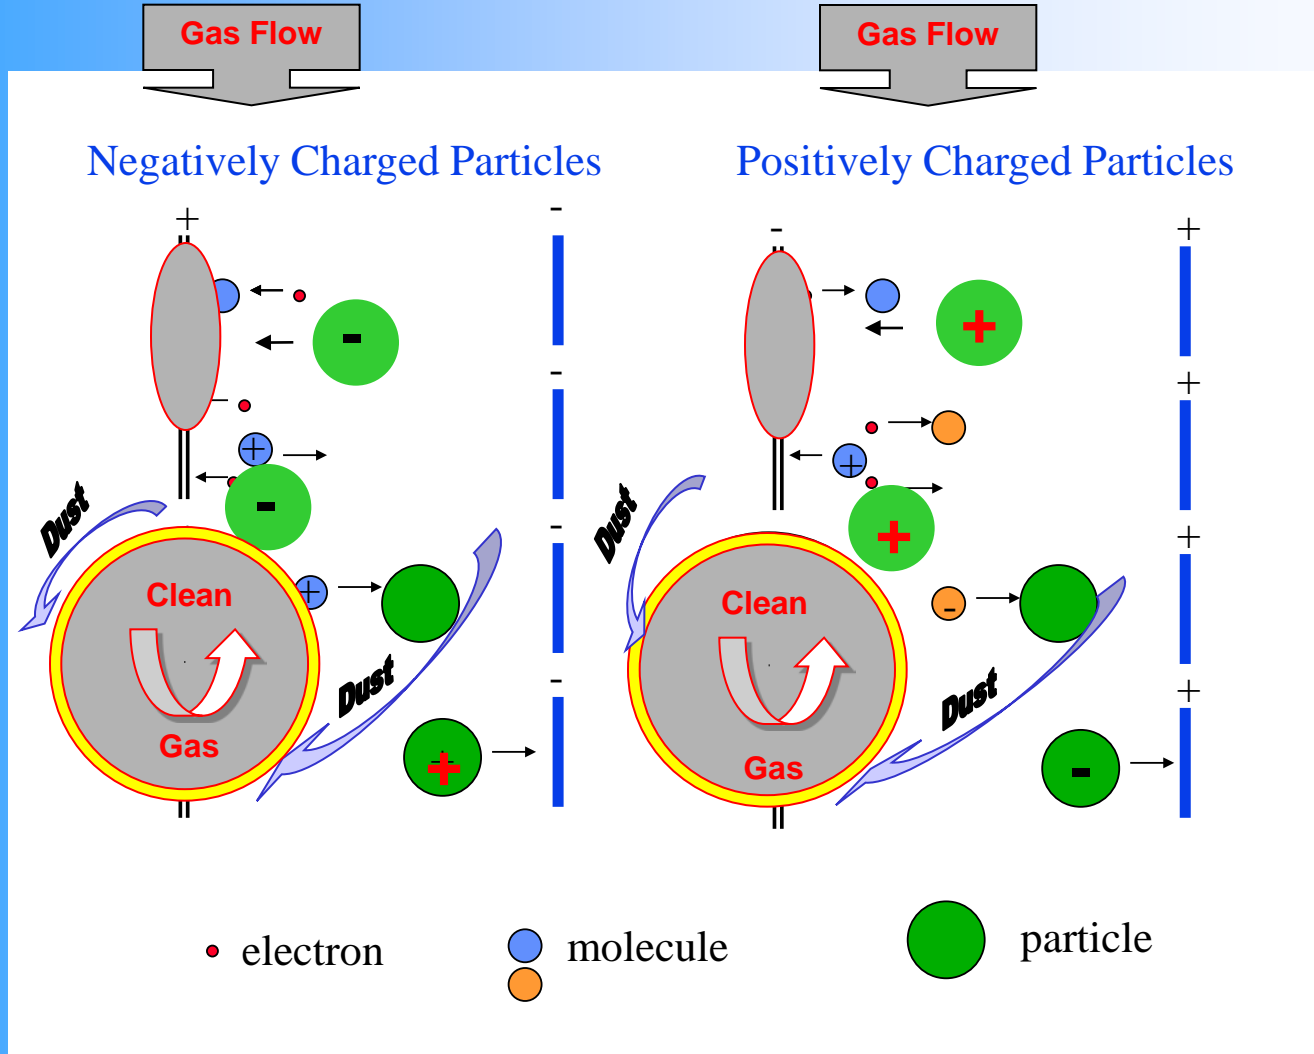 Gas Flow
Gas Flow
Negatively Charged Particles
Positively Charged Particles
+
-
-
+
-
+
-
+
-
+
+
+
-
+
Dust
Dust
Clean
Gas
+
-
Dust
+
Clean
Gas
-
Dust
+
-
electron
molecule
particle